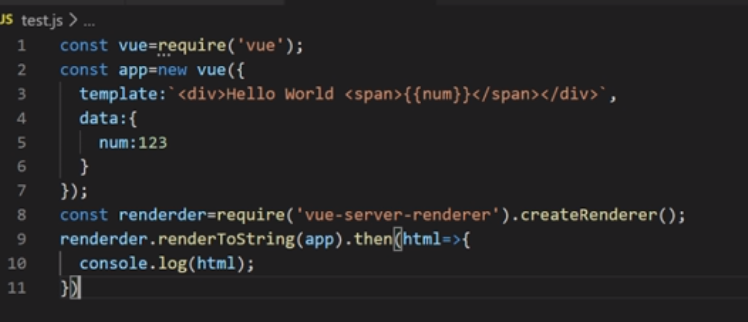 JS test.js > ...
1 const vue=require('vue');
2 const app=new vue({
3 template:`<div>Hello World <span>{{num}}</span></div>`,
4 data:{
5 num:123
6 }
7 });
8 const renderder=require('vue-server-renderer').createRenderer();
9 renderder.renderToString(app).then(html=>{
10 console.log(html);
11 })